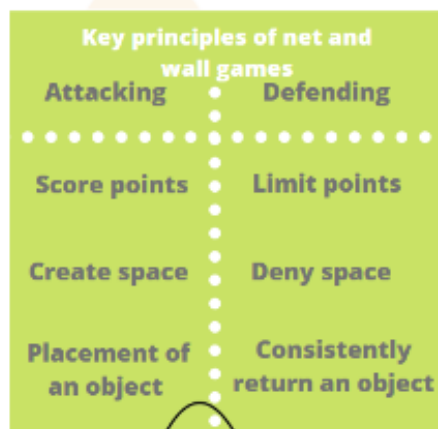 Key principles of net and
wall games
Attacking Defending
Score points Limit points
Create space Deny space
Placement of Consistently
an object return an object